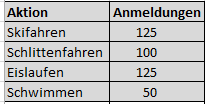 Aktion Anmeldungen
Skifahren 125
Schlittenfahren 100
Eislaufen 125
Schwimmen 50